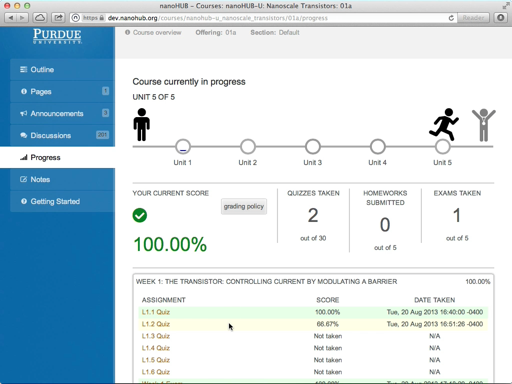 nanoHUB - Courses: nanoHUB-U: Nanoscale Transistors: 01a
https dev.nanohub.org/courses/nanohub-u_nanoscale_transistors/01a/progress
Reader
PURDUE
UNIVERSITY
Course overview Offering: 01a Section: Default
Outline
Pages 1
Announcements 3
Discussions 201
Progress
Notes
Getting Started
Course currently in progress
UNIT 5 OF 5
Unit 1 Unit 2 Unit 3 Unit 4 Unit 5
YOUR CURRENT SCORE
grading policy
100.00%
QUIZZES TAKEN
2
out of 30
HOMEWORKS
SUBMITTED
0
out of 5
EXAMS TAKEN
1
out of 5
WEEK 1: THE TRANSISTOR: CONTROLLING CURRENT BY MODULATING A BARRIER 100.00%
ASSIGNMENT SCORE DATE TAKEN
L1.1 Quiz 100.00% Tue, 20 Aug 2013 16:40:00 -0400
L1.2 Quiz 66.67% Tue, 20 Aug 2013 16:51:26 -0400
L1.3 Quiz Not taken N/A
L1.4 Quiz Not taken N/A
L1.5 Quiz Not taken N/A
L1.6 Quiz Not taken N/A